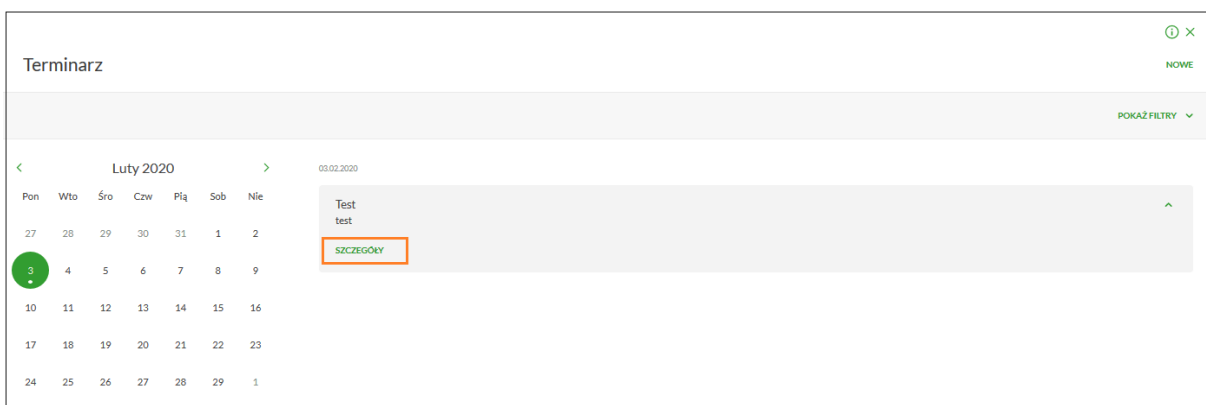 Terminarz
NOWE
POKAŻ FILTRY
Luty 2020
Pon Wto Śro Czw Pią Sob Nie
27 28 29 30 31 1 2
3 4 5 6 7 8 9
10 11 12 13 14 15 16
17 18 19 20 21 22 23
24 25 26 27 28 29 1
03.02.2020
Test
test
SZCZEGÓŁY